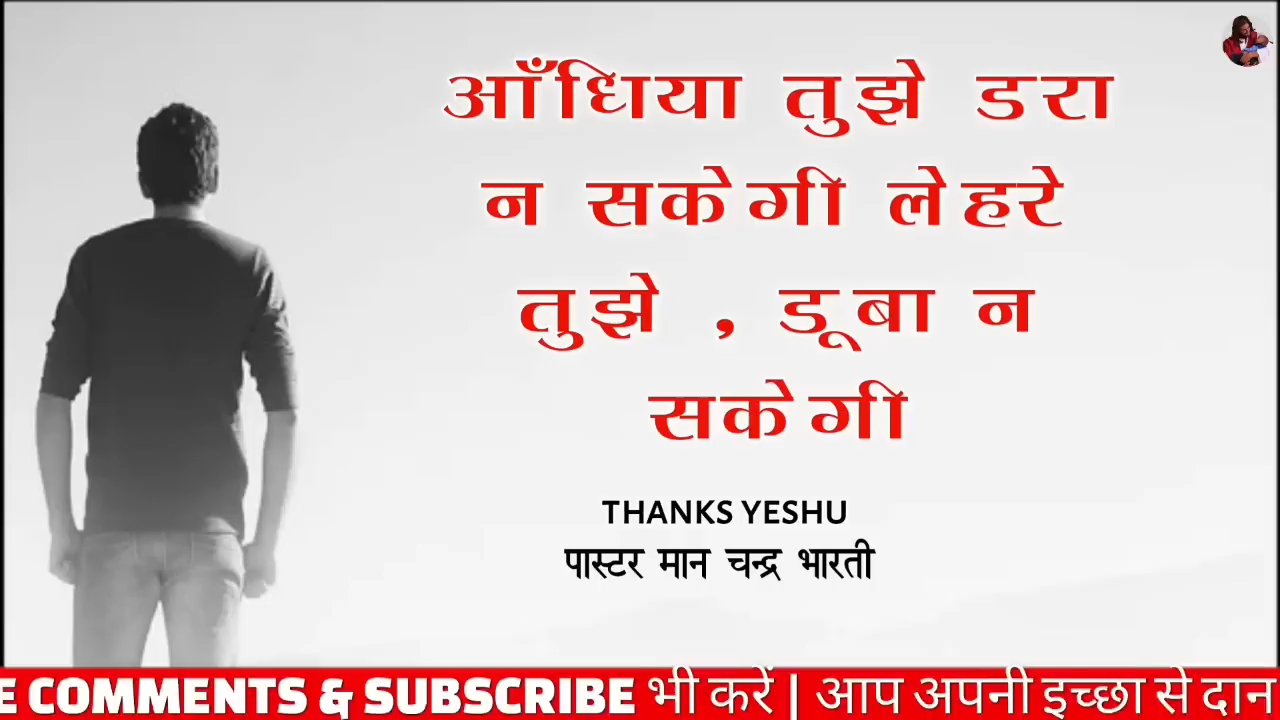 आँधिया तुझे डरा
न सकेगी लेहरे
तुझे , डूबा न
सकेगी
THANKS YESHU
पास्टर मान चन्द्र भारती
E COMMENTS & SUBSCRIBE भी करें | आप अपनी इच्छा से दान